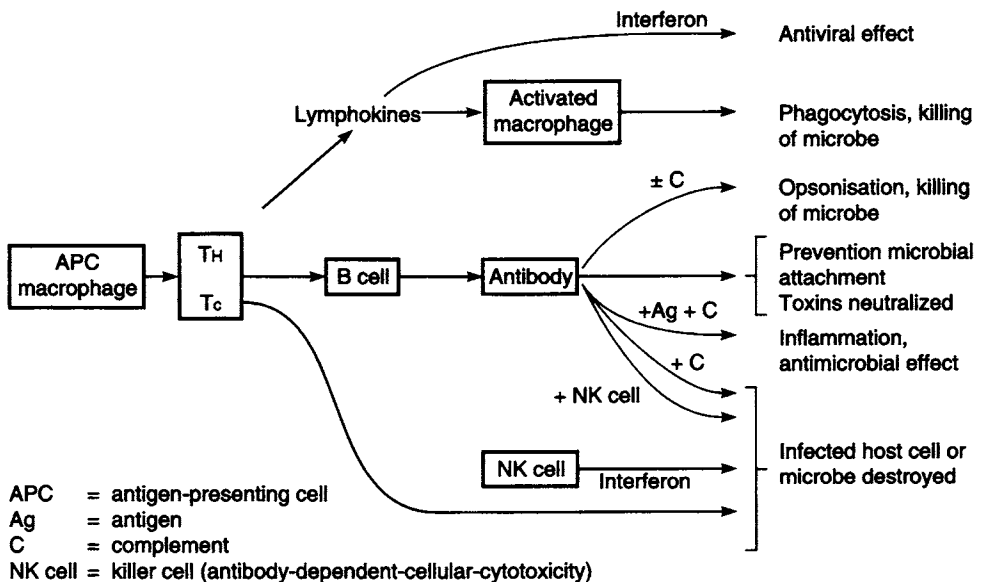 Interferon
Antiviral effect
Lymphokines
Activated
macrophage
Phagocytosis, killing
of microbe
± C
Opsonisation, killing
of microbe
APC
macrophage
TH
Tc
B cell
Antibody
Prevention microbial
attachment
Toxins neutralized
+Ag + C
Inflammation,
antimicrobial effect
+ C
+ NK cell
NK cell
Interferon
Infected host cell or
microbe destroyed
APC = antigen-presenting cell
Ag = antigen
C = complement
NK cell = killer cell (antibody-dependent-cellular-cytotoxicity)